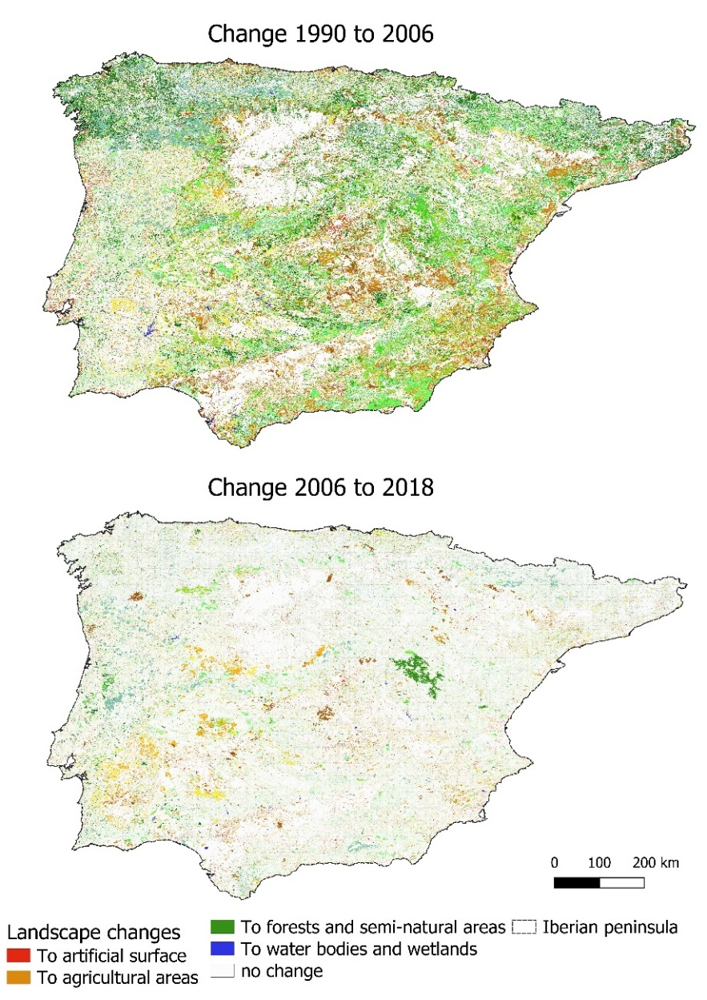 Change 1990 to 2006
Change 2006 to 2018
0 100 200 km
Landscape changes
To artificial surface
To agricultural areas
To forests and semi-natural areas
To water bodies and wetlands
no change
Iberian peninsula